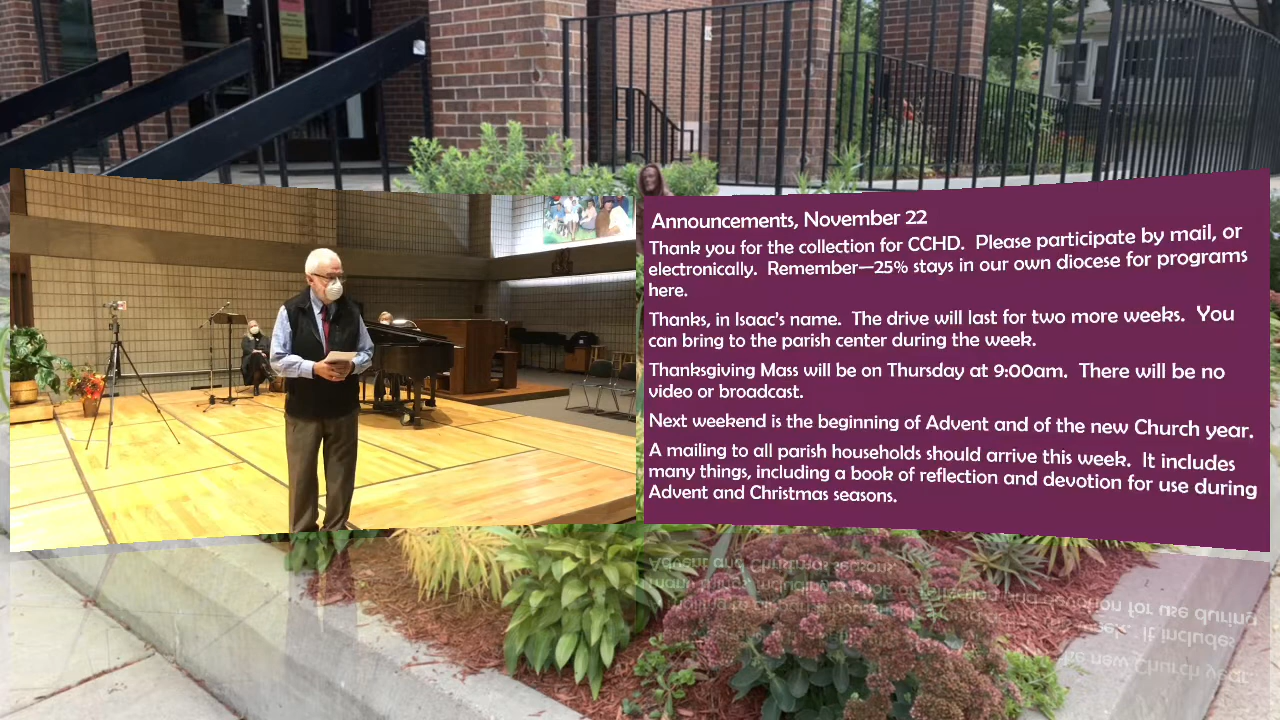 Announcements, November 22
Thank you for the collection for CCHD.  Please participate by mail, or
electronically.  Remember—25% stays in our own diocese for programs
here.
Thanks, in Isaac's name.  The drive will last for two more weeks.  You
can bring to the parish center during the week.
Thanksgiving Mass will be on Thursday at 9:00am.  There will be no
video or broadcast.
Next weekend is the beginning of Advent and of the new Church year.
A mailing to all parish households should arrive this week.  It includes
many things, including a book of reflection and devotion for use during
Advent and Christmas seasons.